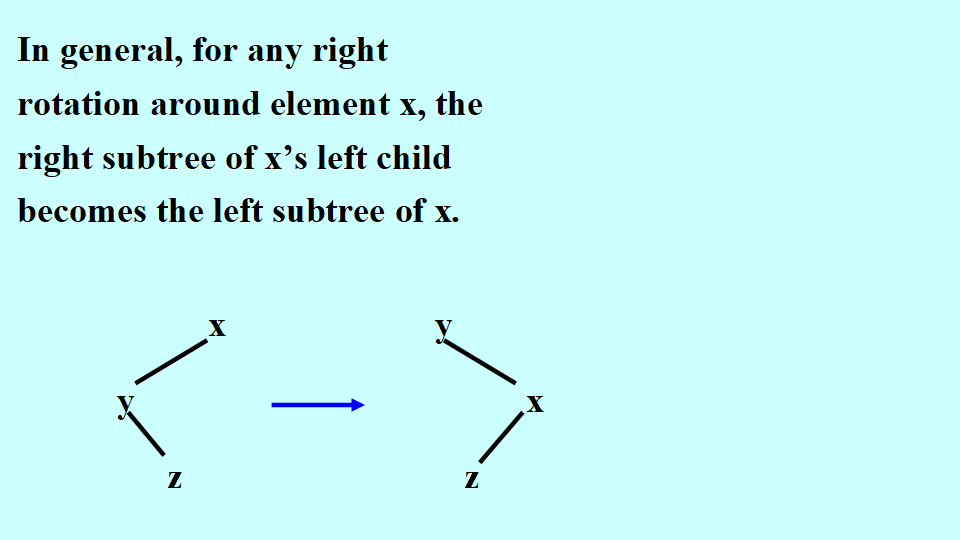 In general, for any right
rotation around element x, the
right subtree of x’s left child
becomes the left subtree of x.
x y
y x
z z